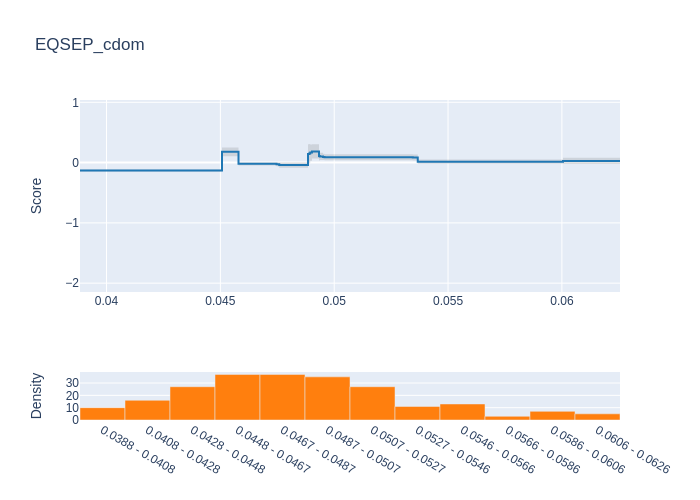 EQSEP_cdom
1
0
−1
−2
Score
0.04 0.045 0.05 0.055 0.06
30
20
10
0
Density
0.0388 - 0.0408
0.0408 - 0.0428
0.0428 - 0.0448
0.0448 - 0.0467
0.0467 - 0.0487
0.0487 - 0.0507
0.0507 - 0.0527
0.0527 - 0.0546
0.0546 - 0.0566
0.0566 - 0.0586
0.0586 - 0.0606
0.0606 - 0.0626